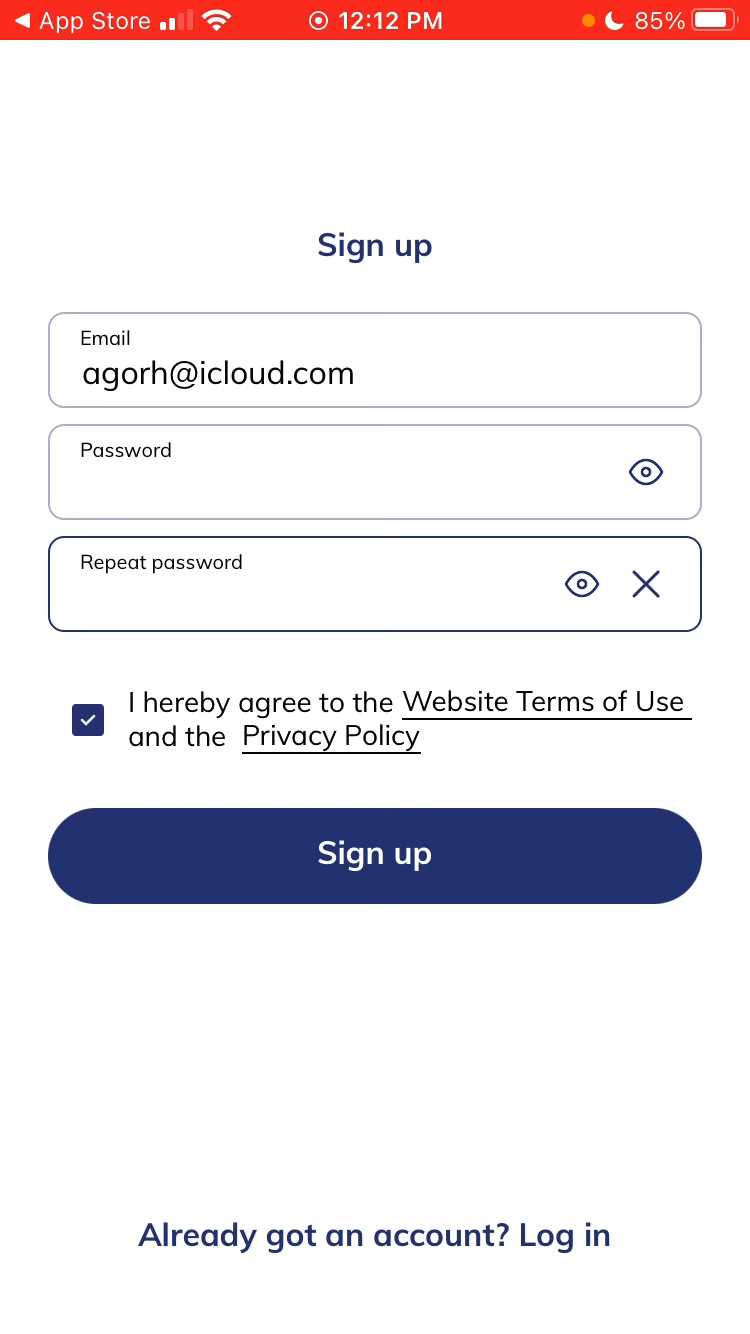 App Store 12:12 PM 85%
Sign up
Email
agorh@icloud.com
Password
Repeat password
I hereby agree to the Website Terms of Use
and the Privacy Policy
Sign up
Already got an account? Log in